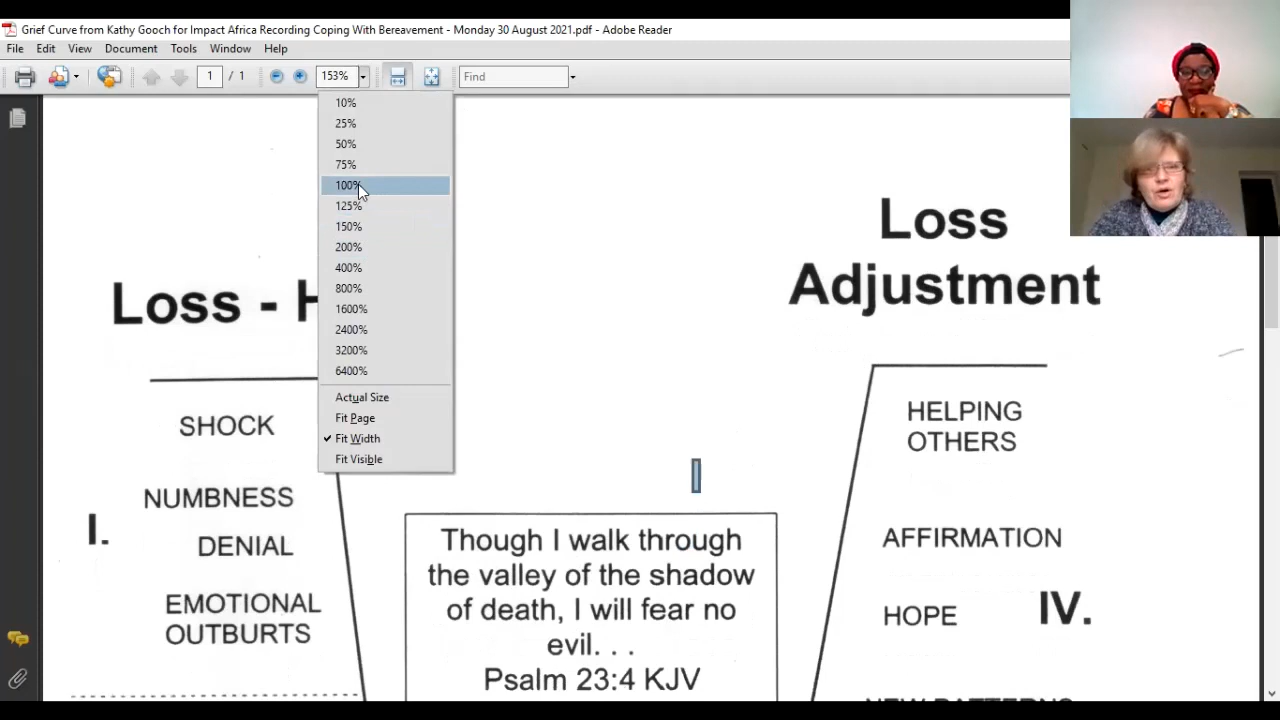 Grief Curve from Kathy Gooch for Impact Africa Recording Coping With Bereavement - Monday 30 August 2021.pdf - Adobe Reader
File Edit View Document Tools Window Help
1 / 1 153% Find
10%
25%
50%
75%
100%
125%
150%
200%
400%
800%
1600%
2400%
3200%
6400%
Actual Size
Fit Page
Fit Width
Fit Visible
Loss - H
SHOCK
NUMBNESS
I.
DENIAL
EMOTIONAL
OUTBURTS
Though I walk through
the valley of the shadow
of death, I will fear no
evil. . .
Psalm 23:4 KJV
Loss
Adjustment
HELPING
OTHERS
AFFIRMATION
HOPE IV.
NEW PATTERNS